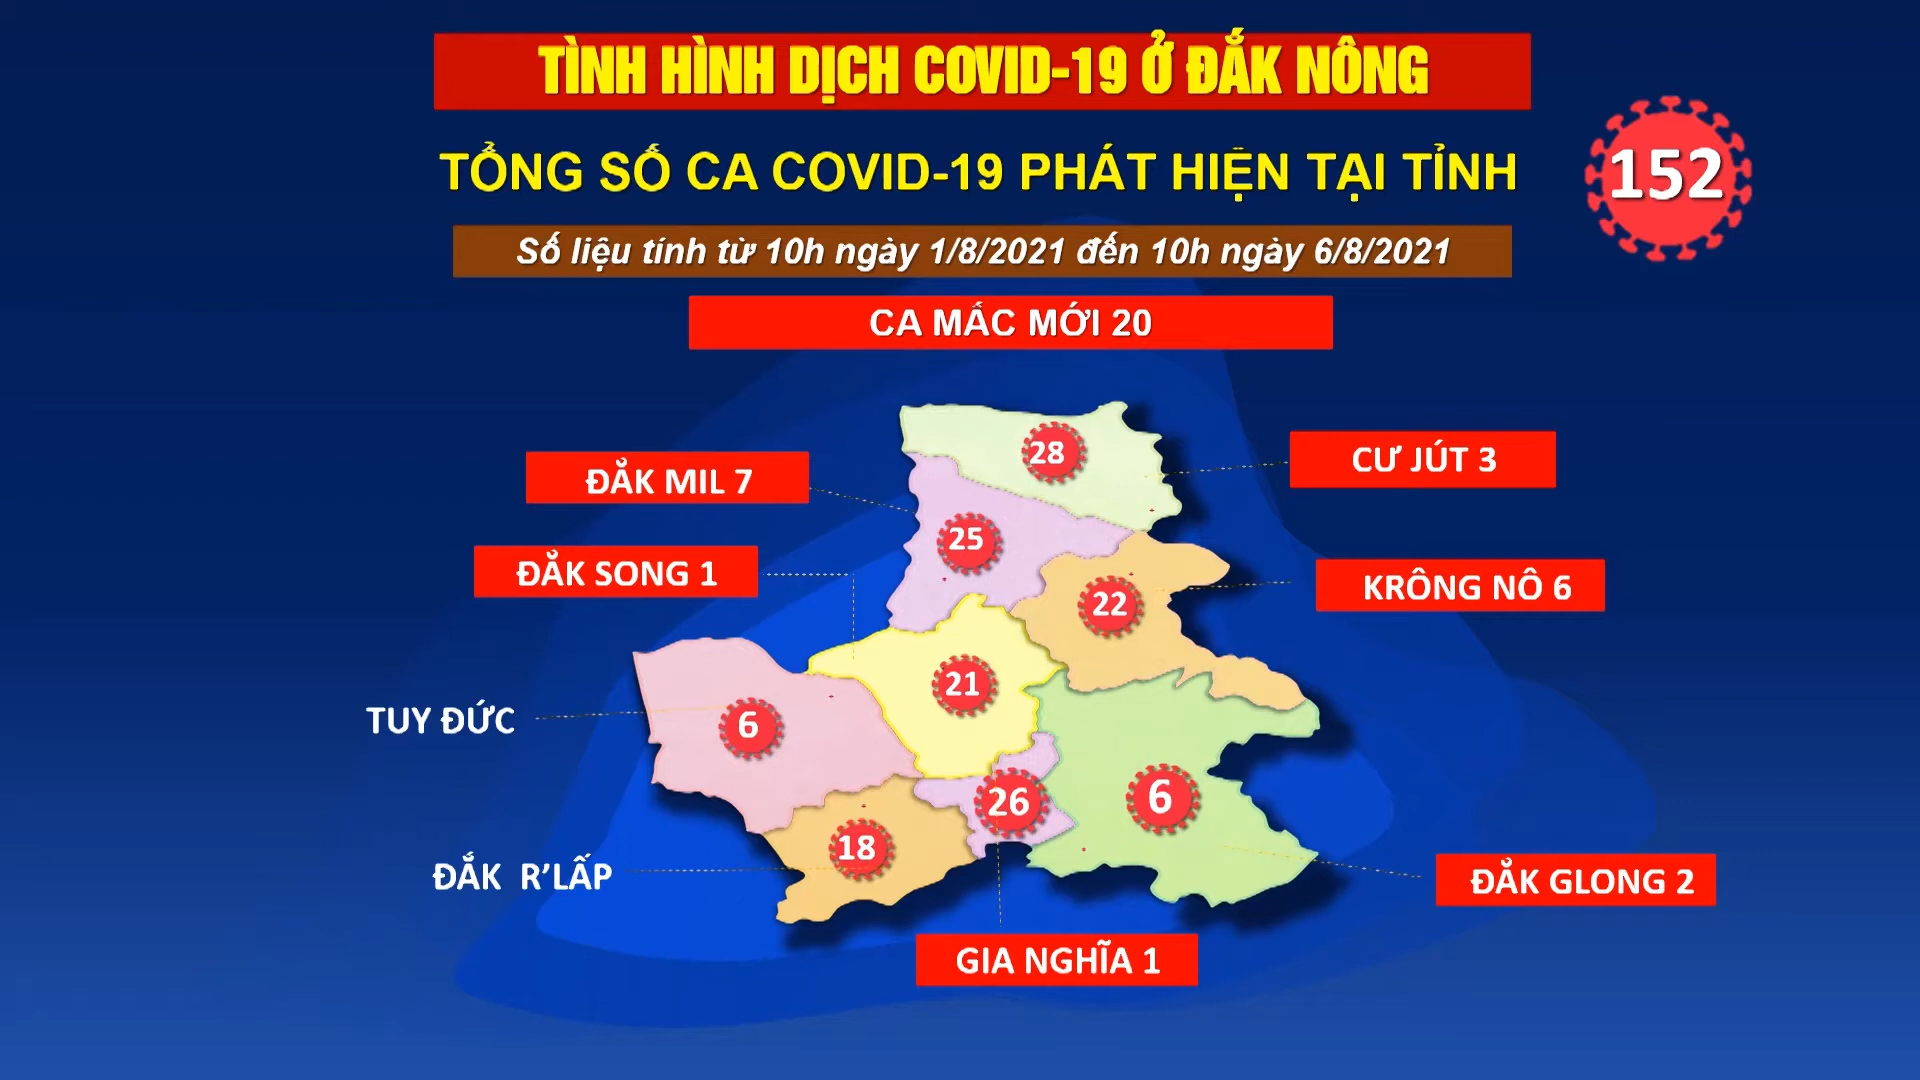 TÌNH HÌNH DỊCH COVID-19 Ở ĐẮK NÔNG
TỔNG SỐ CA COVID-19 PHÁT HIỆN TẠI TỈNH
152
Số liệu tính từ 10h ngày 1/8/2021 đến 10h ngày 6/8/2021
CA MẮC MỚI 20
28
CƯ JÚT 3
ĐẮK MIL 7
25
ĐẮK SONG 1
22
KRÔNG NÔ 6
21
TUY ĐỨC
6
26
6
18
ĐẮK R’LẤP
ĐẮK GLONG 2
GIA NGHĨA 1